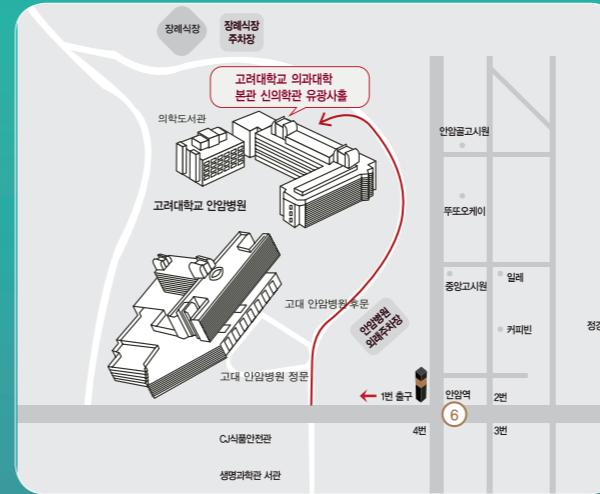 장례식장
장례식장
주차장
고려대학교 의과대학
본관 신의학관 유광사홀
의학도서관
안암골고시원
고려대학교 안암병원
뚜또오케이
중앙고시원
일레
고대 안암병원 후문
안암병원
외래주차장
커피빈
정경
고대 안암병원 정문
1번 출구
안암역
2번
6
4번
3번
CJ식품안전관
생명과학관 서관